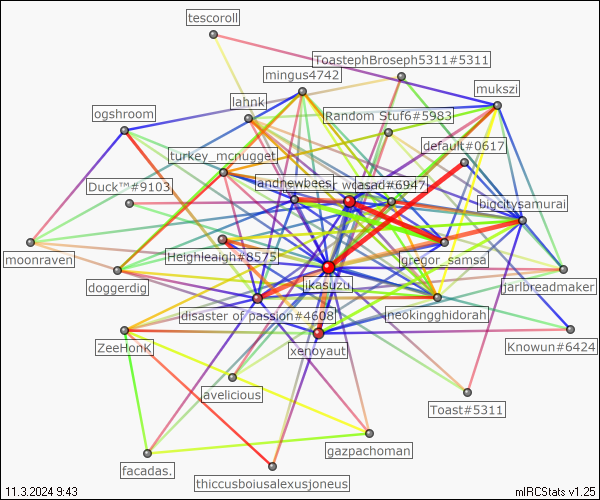 tescoroll
ToastephBroseph5311#5311
mingus4742
mukszi
lahnk
ogshroom
Random Stuf6#5983
default#0617
turkey_mcnugget
Duck™#9103
andnewbees
wcasad#6947
bigcitysamurai
moonraven
Heighleaigh#8575
gregor_samsa
doggerdig
ikasuzu
janbreadmaker
disaster of passion#4608
neokingghidorah
ZeeHonK
xenoyaut
Knowun#6424
avelicious
Toast#5311
gazpachoman
facadas.
thiccusboiusalexusjoneus
11.3.2024 9:43
mIRCStats v1.25